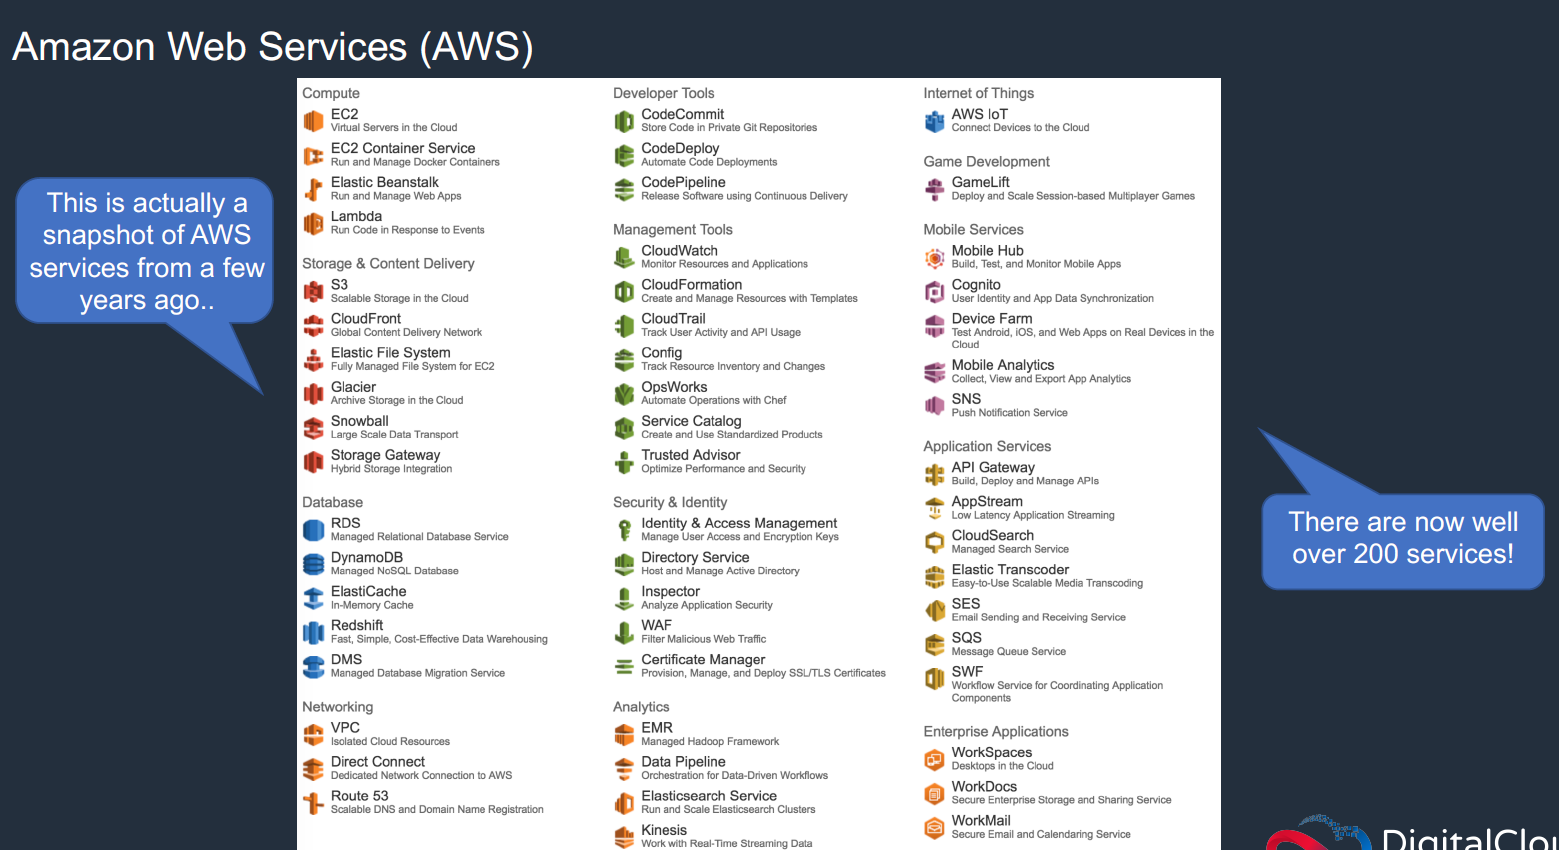 Amazon Web Services (AWS)
This is actually a
snapshot of AWS
services from a few
years ago..
Compute
EC2
Virtual Servers in the Cloud
EC2 Container Service
Run and Manage Docker Containers
Elastic Beanstalk
Run and Manage Web Apps
Lambda
Run Code in Response to Events
Storage & Content Delivery
S3
Scalable Storage in the Cloud
CloudFront
Global Content Delivery Network
Elastic File System
Fully Managed File System for EC2
Glacier
Archive Storage in the Cloud
Snowball
Large Scale Data Transport
Storage Gateway
Hybrid Storage Integration
Database
RDS
Managed Relational Database Service
DynamoDB
Managed NoSQL Database
ElastiCache
In-Memory Cache
Redshift
Fast, Simple, Cost-Effective Data Warehousing
DMS
Managed Database Migration Service
Networking
VPC
Isolated Cloud Resources
Direct Connect
Dedicated Network Connection to AWS
Route 53
Scalable DNS and Domain Name Registration
Developer Tools
CodeCommit
Store Code in Private Git Repositories
CodeDeploy
Automate Code Deployments
CodePipeline
Release Software using Continuous Delivery
Management Tools
CloudWatch
Monitor Resources and Applications
CloudFormation
Create and Manage Resources with Templates
CloudTrail
Track User Activity and API Usage
Config
Track Resource Inventory and Changes
OpsWorks
Automate Operations with Chef
Service Catalog
Create and Use Standardized Products
Trusted Advisor
Optimize Performance and Security
Security & Identity
Identity & Access Management
Manage User Access and Encryption Keys
Directory Service
Host and Manage Active Directory
Inspector
Analyze Application Security
WAF
Filter Malicious Web Traffic
Certificate Manager
Provision, Manage, and Deploy SSL/TLS Certificates
Analytics
EMR
Managed Hadoop Framework
Data Pipeline
Orchestration for Data-Driven Workflows
Elasticsearch Service
Run and Scale Elasticsearch Clusters
Kinesis
Work with Real-Time Streaming Data
Internet of Things
AWS IoT
Connect Devices to the Cloud
Game Development
GameLift
Deploy and Scale Session-based Multiplayer Games
Mobile Services
Mobile Hub
Build, Test, and Monitor Mobile Apps
Cognito
User Identity and App Data Synchronization
Device Farm
Test Android, iOS, and Web Apps on Real Devices in the
Cloud
Mobile Analytics
Collect, View and Export App Analytics
SNS
Push Notification Service
Application Services
API Gateway
Build, Deploy and Manage APIs
AppStream
Low Latency Application Streaming
CloudSearch
Managed Search Service
Elastic Transcoder
Easy-to-Use Scalable Media Transcoding
SES
Email Sending and Receiving Service
SQS
Message Queue Service
SWF
Workflow Service for Coordinating Application
Components
Enterprise Applications
WorkSpaces
Desktops in the Cloud
WorkDocs
Secure Enterprise Storage and Sharing Service
WorkMail
Secure Email and Calendaring Service
There are now well
over 200 services!
DigitalClou